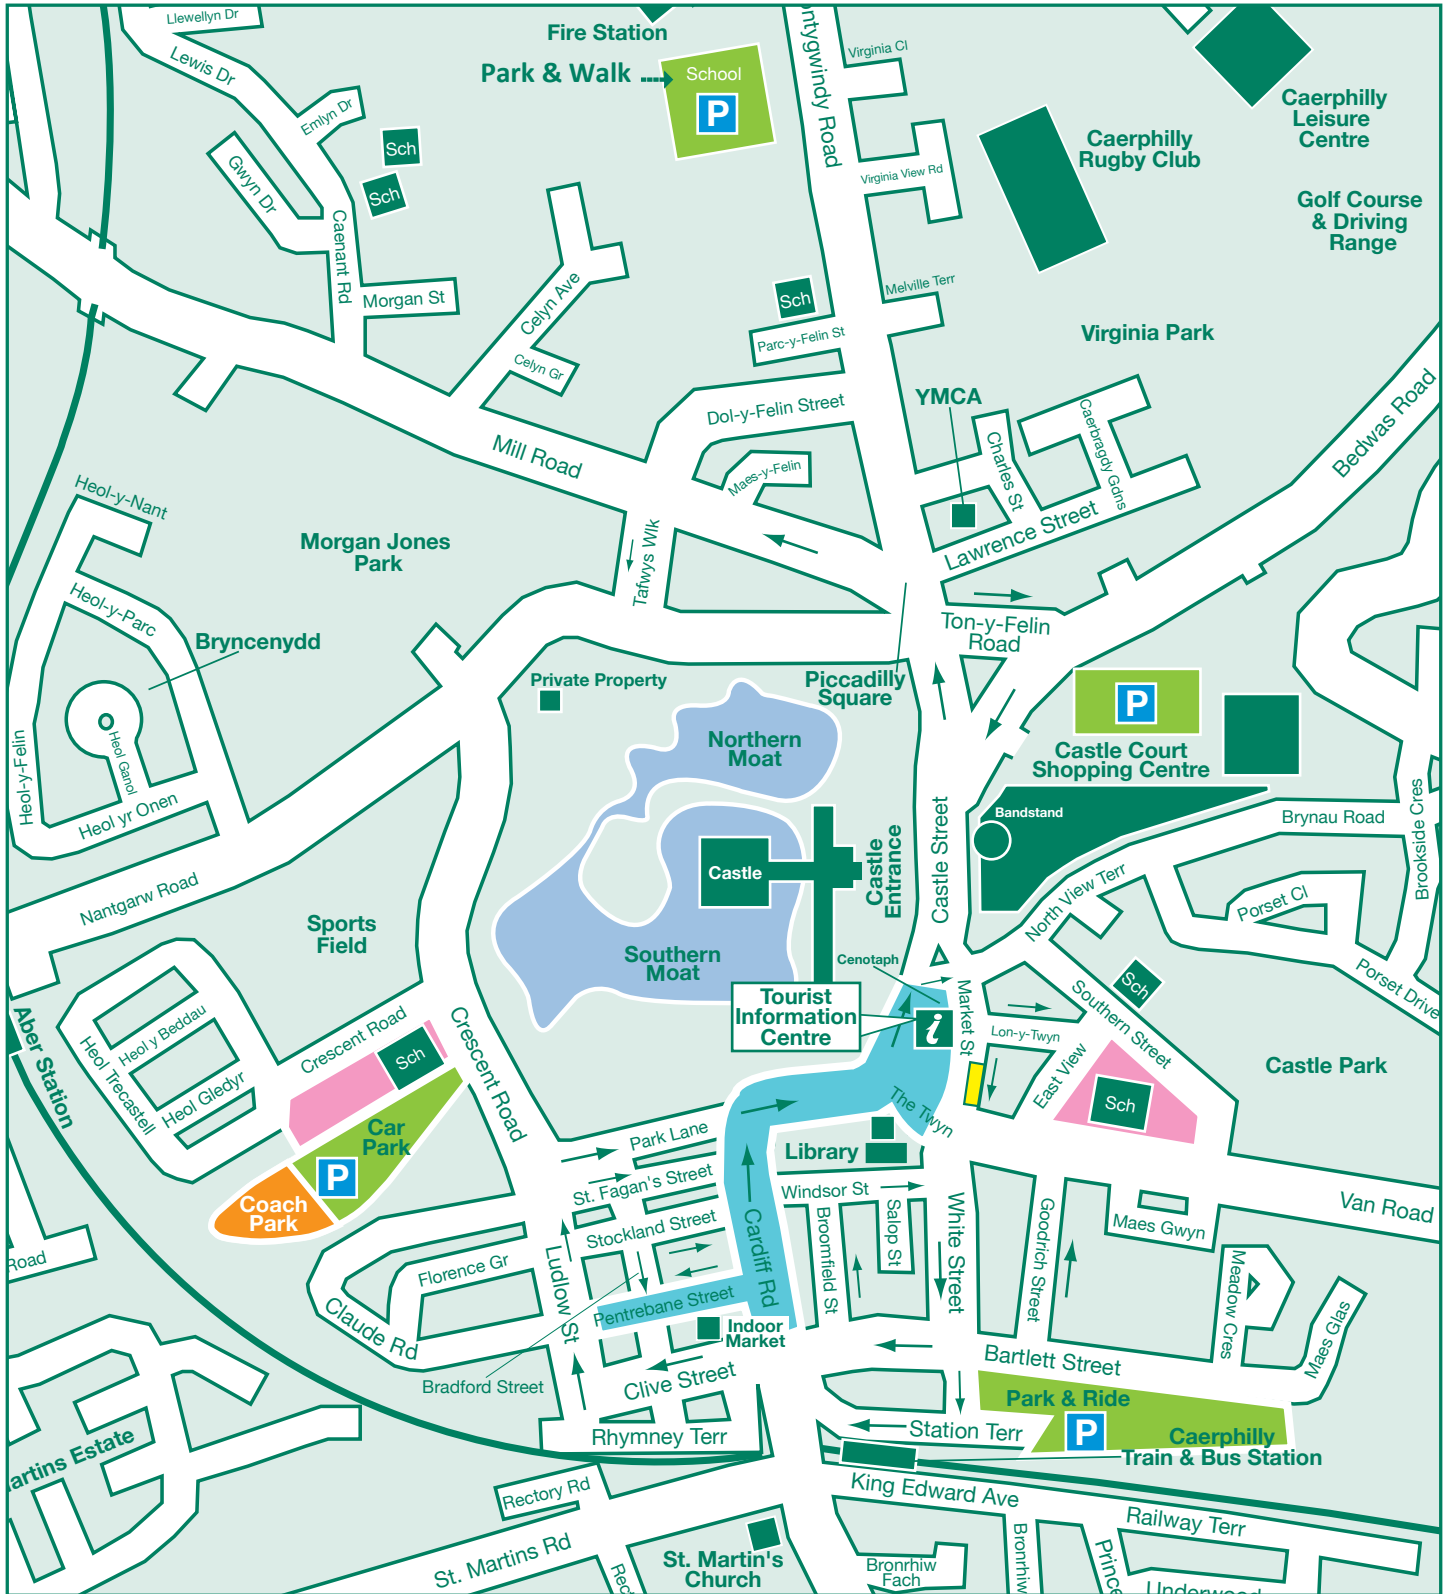 Llewellyn Dr
Lewis Dr
Emlyn Dr
Gwyn Dr
Sch
Sch
Caenant Rd
Morgan St
Celyn Ave
Celyn Gr
Fire Station
Park & Walk
School
P
Pontygwindy Road
Virginia Cl
Virginia View Rd
Caerphilly
Rugby Club
Caerphilly
Leisure
Centre
Golf Course
& Driving
Range
Melville Terr
Sch
Parc-y-Felin St
Virginia Park
Dol-y-Felin Street
YMCA
Charles St
Caerbragdy Gdns
Bedwas Road
Mill Road
Maes-y-Felin
Lawrence Street
Heol-y-Nant
Morgan Jones
Park
Tafwys Wlk
Heol-y-Parc
Bryncenydd
Ton-y-Felin
Road
Private Property
Piccadilly
Square
Northern
Moat
P
Castle Court
Shopping Centre
Heol-y-Felin
Heol Ganol
Heol yr Onen
Bandstand
Brynau Road
Brookside Cres
Castle Street
Castle
Castle
Entrance
Nantgarw Road
North View Terr
Porset Cl
Sports
Field
Southern
Moat
Cenotaph
Porset Drive
Sch
Tourist
Information
Centre
i
Market St
Southern Street
Lon-y-Twyn
East View
Castle Park
Aber Station
Heol y Beddau
Heol Trecastell
Heol Gledyr
Crescent Road
Sch
Crescent Road
Sch
The Twyn
Car
Park
P
Coach
Park
Park Lane
Library
St. Fagan's Street
Windsor St
Stockland Street
Van Road
Maes Gwyn
Goodrich Street
White Street
Salop St
Broomfield St
Cardiff Rd
Road
Florence Gr
Ludlow St
Meadow Cres
Maes Glas
Claude Rd
Pentrebane Street
Indoor
Market
Bartlett Street
Bradford Street
Clive Street
Park & Ride
P
Rhymney Terr
Station Terr
Caerphilly
Train & Bus Station
artins Estate
Rectory Rd
King Edward Ave
Railway Terr
St. Martins Rd
St. Martin's
Church
Rect
Bronrhiw
Fach
Bronrhiw
Prince
Underwood